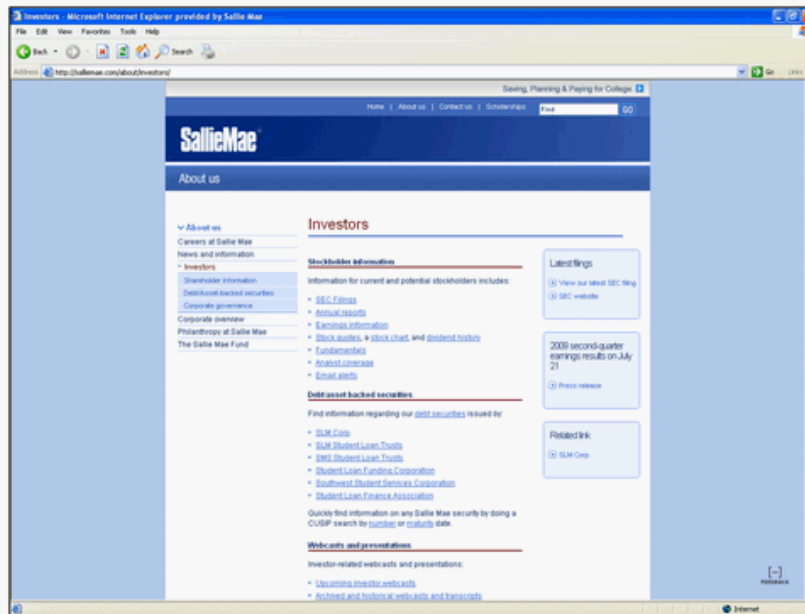 Investors - Microsoft Internet Explorer provided by Sallie Mae
File Edit View Favorites Tools Help
Back Search
Address http://salliemae.com/about/investors/ Go Links
Saving, Planning & Paying for College.
Home | About us | Contact us | Scholarships Find GO
SallieMae
About us
About us
Careers at Sallie Mae
News and information
Investors
Shareholder information
Debt/Asset-backed securities
Corporate governance
Corporate overview
Philanthropy at Sallie Mae
The Sallie Mae Fund
Investors
Stockholder information
Information for current and potential stockholders includes:
SEC Filings
Annual reports
Earnings information
Stock quotes, a stock chart, and dividend history
Fundamentals
Analyst coverage
Email alerts
Debt/asset backed securities
Find information regarding our debt securities issued by:
SLM Corp.
SLM Student Loan Trusts
SMS Student Loan Trusts
Student Loan Funding Corporation
Southwest Student Services Corporation
Student Loan Finance Association
Quickly find information on any Sallie Mae security by doing a
CUSIP search by number or maturity date.
Webcasts and presentations
Investor-related webcasts and presentations:
Upcoming investor webcasts
Archived and historical webcasts and transcripts
Latest filings
View our latest SEC filing
SEC website
2009 second-quarter
earnings results on July
21
Press release
Related link
SLM Corp.
[-]
FEEDBACK
Internet